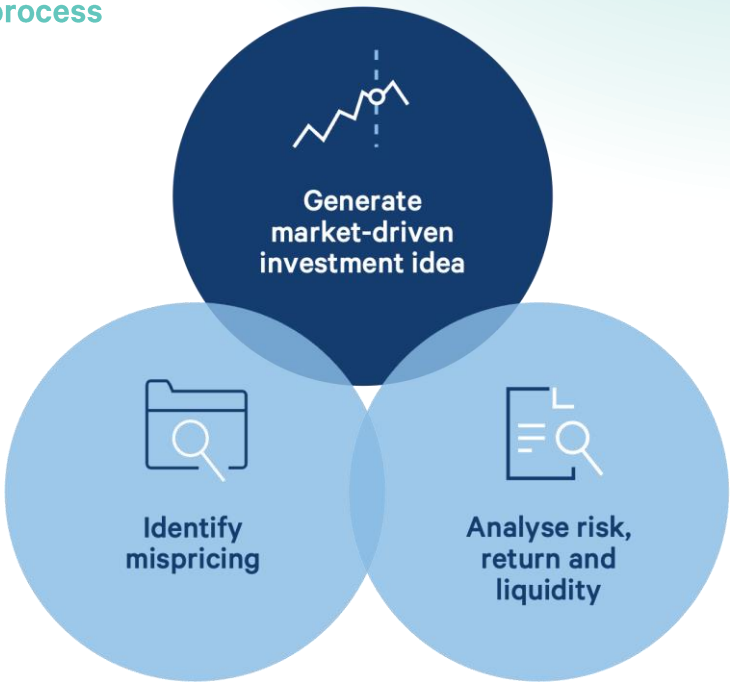 process
Generate
market-driven
investment idea
Identify
mispricing
Analyse risk,
return and
liquidity